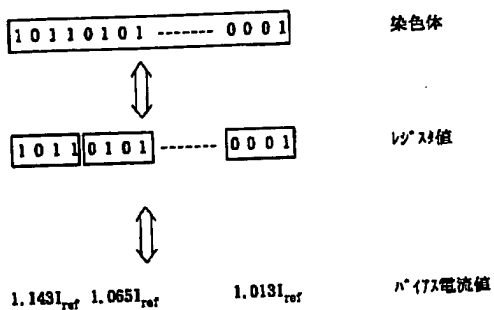 10110101 ------- 0001 染色体
1011 0101 ------- 0001 ﾚｼﾞｽﾀ値
1.143I_ref 1.065I_ref 1.013I_ref ﾊﾞｲｱｽ電流値